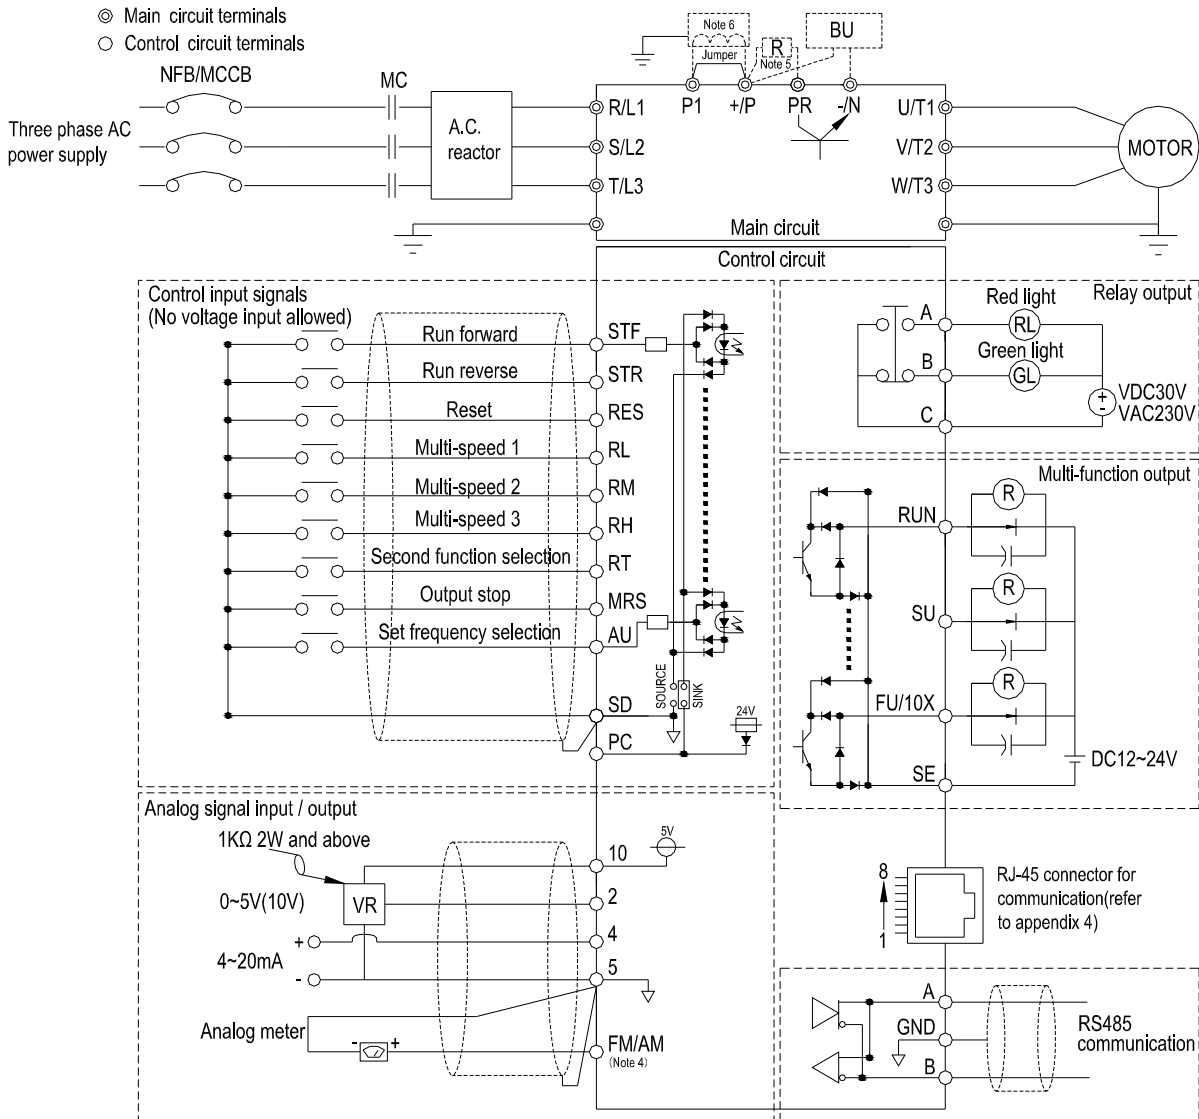 Main circuit terminals
Control circuit terminals
NFB/MCCB
MC
Three phase AC
power supply
A.C.
reactor
Note 6
Jumper
R
Note 5
BU
R/L1
P1
+/P
PR
-/N
U/T1
S/L2
V/T2
T/L3
W/T3
MOTOR
Main circuit
Control circuit
Control input signals
(No voltage input allowed)
Run forward
STF
Run reverse
STR
Reset
RES
Multi-speed 1
RL
Multi-speed 2
RM
Multi-speed 3
RH
Second function selection
RT
Output stop
MRS
Set frequency selection
AU
SOURCE
SINK
SD
24V
PC
Relay output
Red light
A
RL
Green light
B
GL
C
+
-
VDC30V
VAC230V
Multi-function output
R
RUN
R
SU
R
FU/10X
SE
DC12~24V
Analog signal input / output
1KΩ 2W and above
VR
0~5V(10V)
10
5V
2
+
4
4~20mA
-
5
Analog meter
-
+
FM/AM
(Note 4)
8
1
RJ-45 connector for
communication(refer
to appendix 4)
A
GND
B
RS485
communication